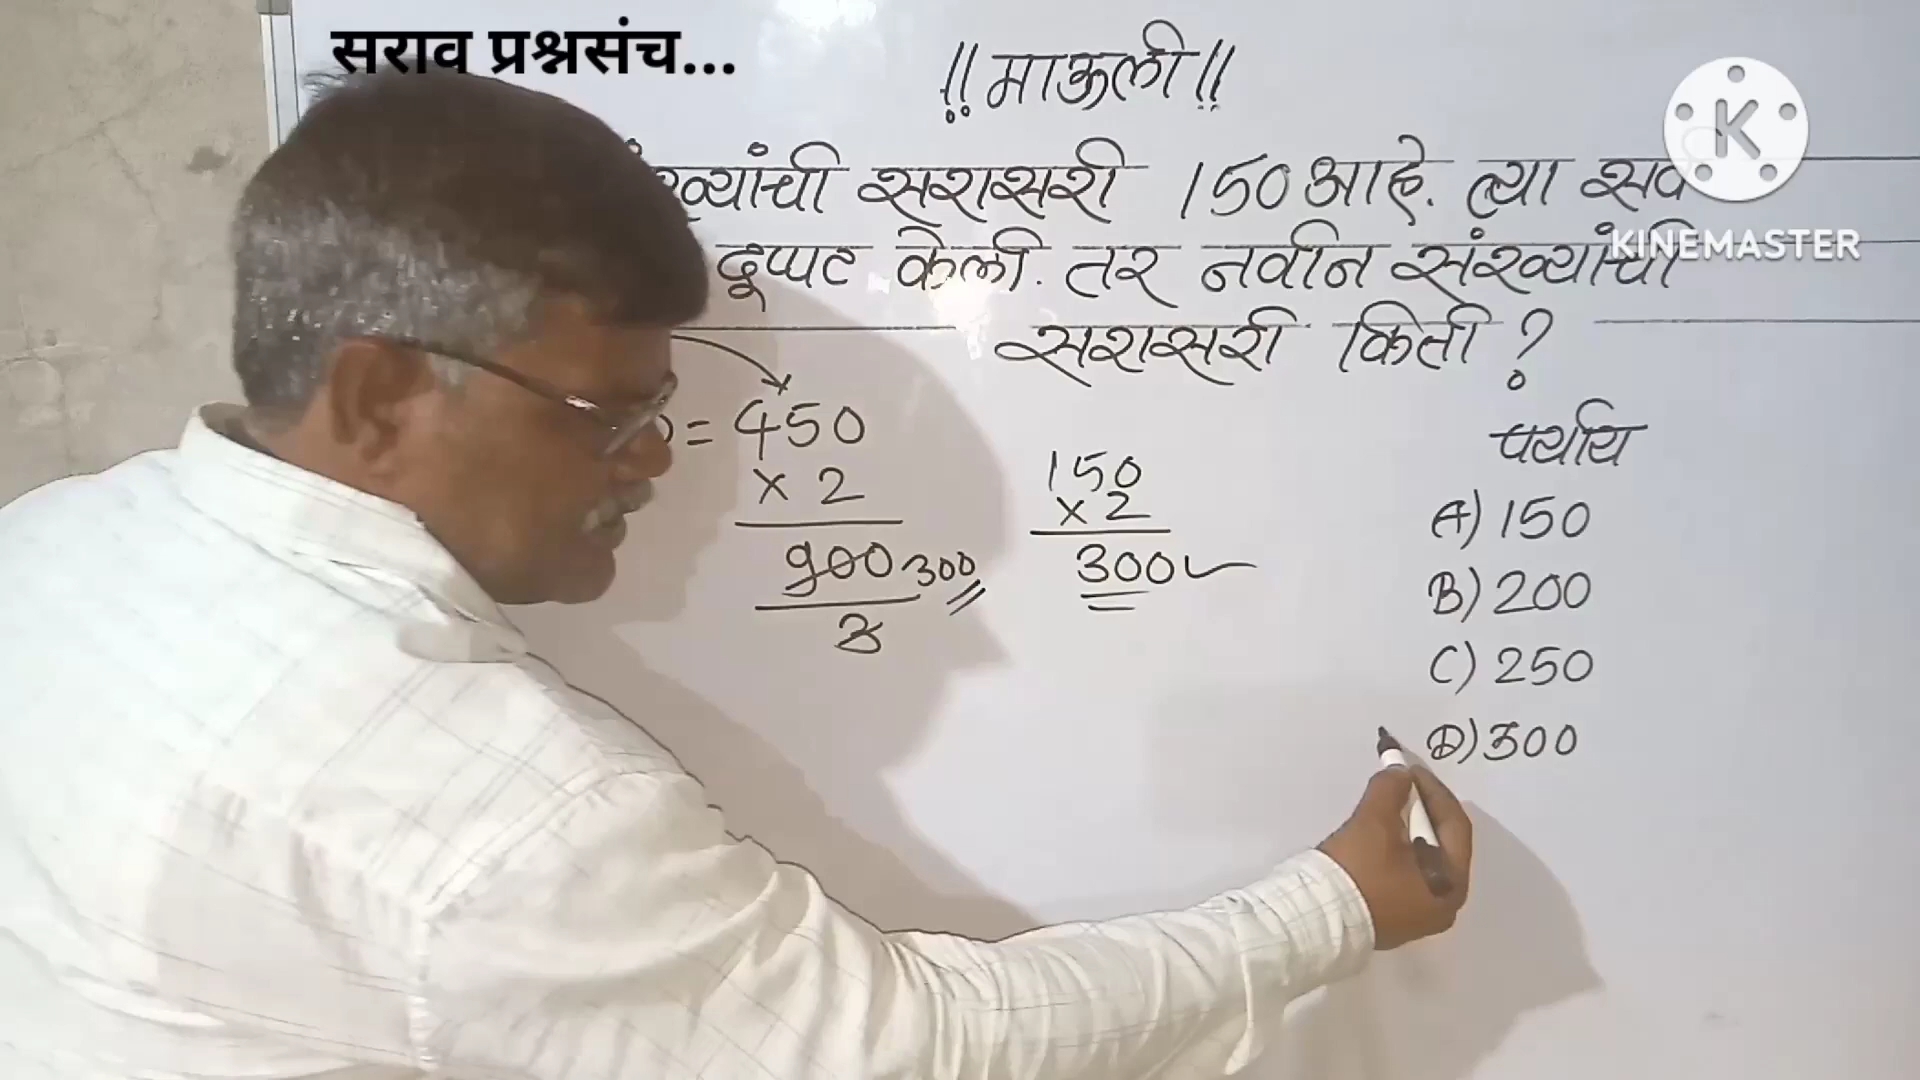 सराव प्रश्नसंच...
॥ माऊली ॥
सरासरी 150 आहे. त्या
दूप्पट केली. तर नवीन संख्यांची
सरासरी किती ?
= 450
x 2
900 300
3
150
x 2
300
पर्याय
A) 150
B) 200
C) 250
D) 300
K
KINEMASTER